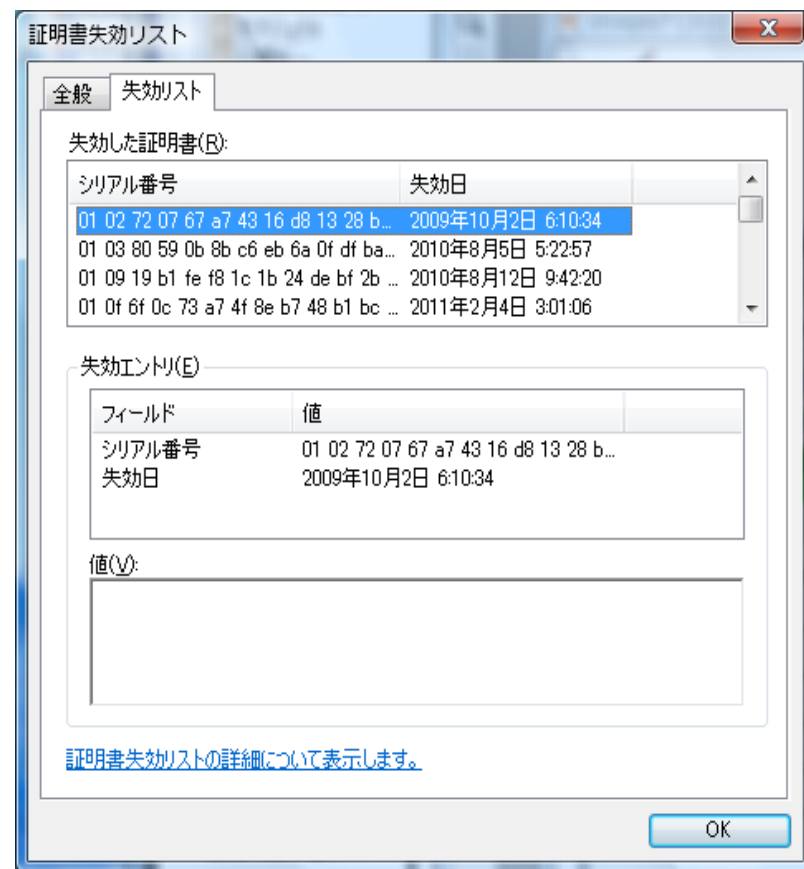 証明書失効リスト
全般 失効リスト
失効した証明書(R):
シリアル番号 失効日
01 02 72 07 67 a7 43 16 d8 13 28 b... 2009年10月2日 6:10:34
01 03 80 59 0b 8b c6 eb 6a 0f df ba... 2010年8月5日 5:22:57
01 09 19 b1 fe f8 1c 1b 24 de bf 2b ... 2010年8月12日 9:42:20
01 0f 6f 0c 73 a7 4f 8e b7 48 b1 bc ... 2011年2月4日 3:01:06
失効エントリ(E)
フィールド 値
シリアル番号 01 02 72 07 67 a7 43 16 d8 13 28 b...
失効日 2009年10月2日 6:10:34
値(V):
証明書失効リストの詳細について表示します。
OK